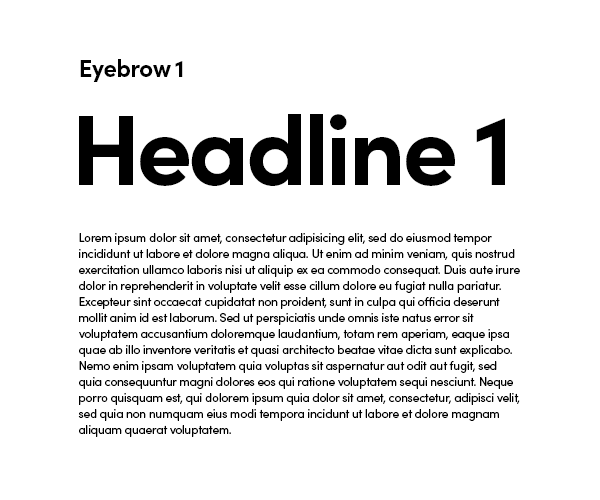 Eyebrow 1
Headline 1
Lorem ipsum dolor sit amet, consectetur adipisicing elit, sed do eiusmod tempor
incididunt ut labore et dolore magna aliqua. Ut enim ad minim veniam, quis nostrud
exercitation ullamco laboris nisi ut aliquip ex ea commodo consequat. Duis aute irure
dolor in reprehenderit in voluptate velit esse cillum dolore eu fugiat nulla pariatur.
Excepteur sint occaecat cupidatat non proident, sunt in culpa qui officia deserunt
mollit anim id est laborum. Sed ut perspiciatis unde omnis iste natus error sit
voluptatem accusantium doloremque laudantium, totam rem aperiam, eaque ipsa
quae ab illo inventore veritatis et quasi architecto beatae vitae dicta sunt explicabo.
Nemo enim ipsam voluptatem quia voluptas sit aspernatur aut odit aut fugit, sed
quia consequuntur magni dolores eos qui ratione voluptatem sequi nesciunt. Neque
porro quisquam est, qui dolorem ipsum quia dolor sit amet, consectetur, adipisci velit,
sed quia non numquam eius modi tempora incidunt ut labore et dolore magnam
aliquam quaerat voluptatem.